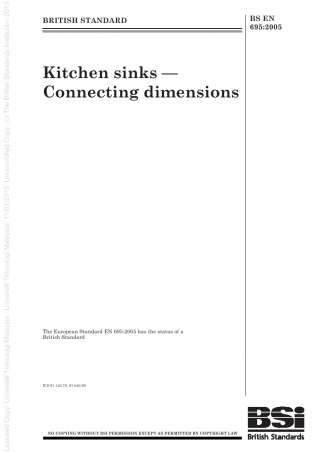 BRITISH STANDARD
BS EN
695:2005
Kitchen sinks —
Connecting dimensions
The European Standard EN 695:2005 has the status of a
British Standard
ICS 91.140.70; 97.040.99
NO COPYING WITHOUT BSI PERMISSION EXCEPT AS PERMITTED BY COPYRIGHT LAW
BSi
British Standards
Licensed Copy: Universiti Teknologi Malaysia, Universiti Teknologi Malaysia, 11/01/2015, Uncontrolled Copy, (c) The British Standards Institution 2013